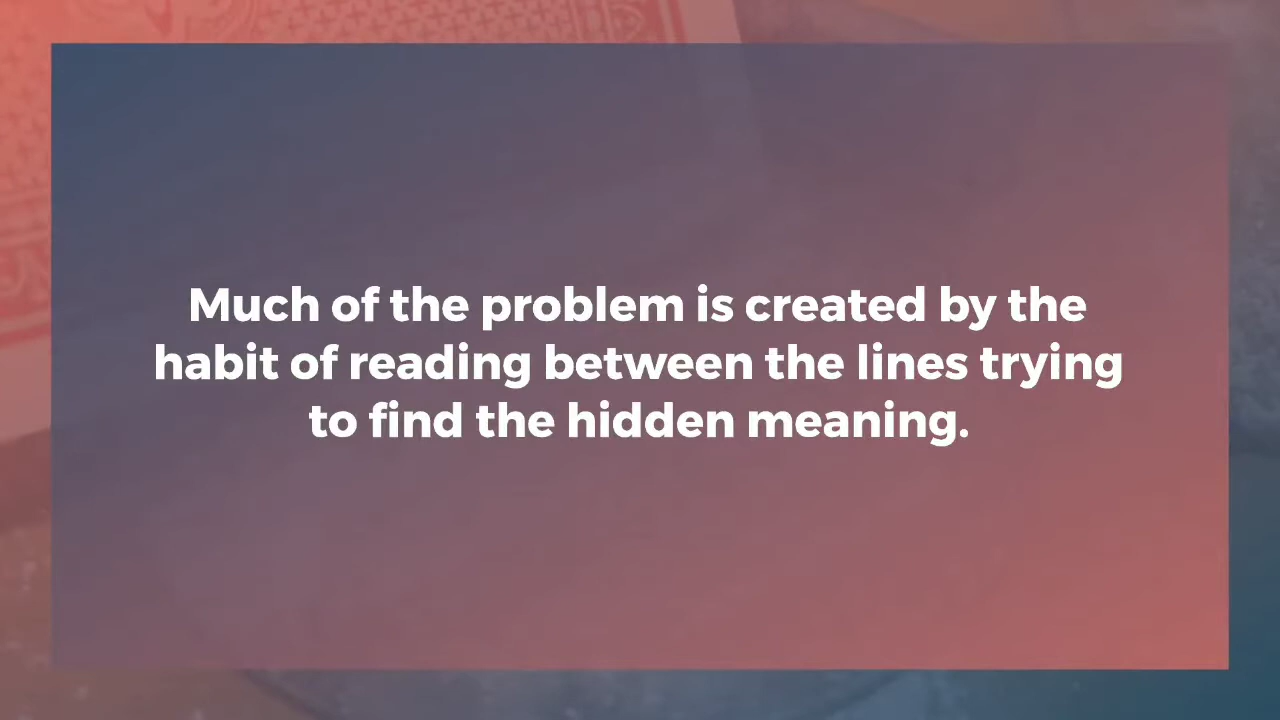 Much of the problem is created by the
habit of reading between the lines trying
to find the hidden meaning.